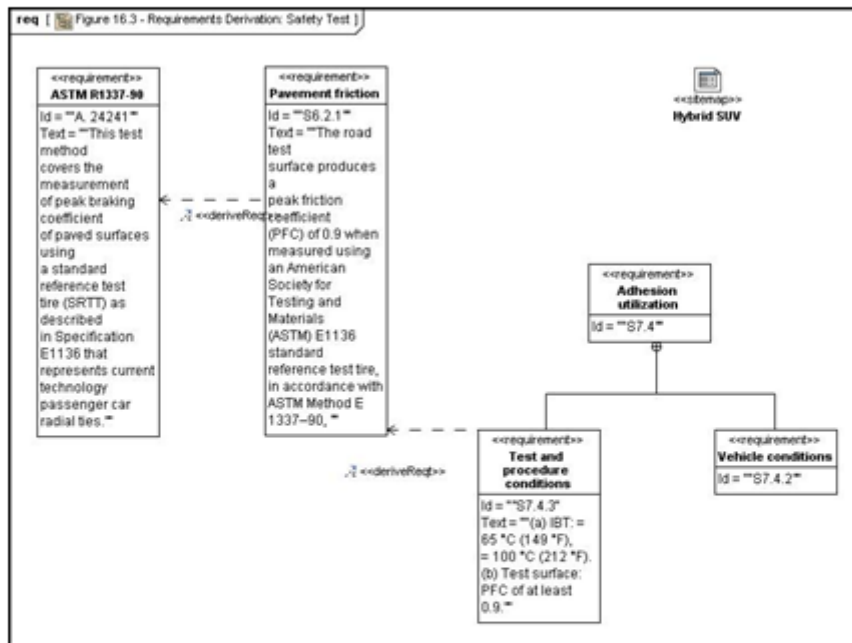 req [ Figure 16.3 - Requirements Derivation: Safety Test ]
<<requirement>>
ASTM R1337-90
Id = ""A. 24241""
Text = ""This test
method
covers the
measurement
of peak braking
coefficient
of paved surfaces
using
a standard
reference test
tire (SRTT) as
described
in Specification
E1136 that
represents current
technology
passenger car
radial ties.""
<<deriveReqt>>
<<requirement>>
Pavement friction
Id = ""S6.2.1""
Text = ""The road
test
surface produces
a
peak friction
coefficient
(PFC) of 0.9 when
measured using
an American
Society for
Testing and
Materials
(ASTM) E1136
standard
reference test tire,
in accordance with
ASTM Method E
1337–90, ""
<<deriveReqt>>
<<sitemap>>
Hybrid SUV
<<requirement>>
Adhesion
utilization
Id = ""S7.4""
<<requirement>>
Test and
procedure
conditions
Id = ""S7.4.3"
Text = ""(a) IBT: =
65 °C (149 °F),
= 100 °C (212 °F).
(b) Test surface:
PFC of at least
0.9.""
<<requirement>>
Vehicle conditions
Id = ""S7.4.2""